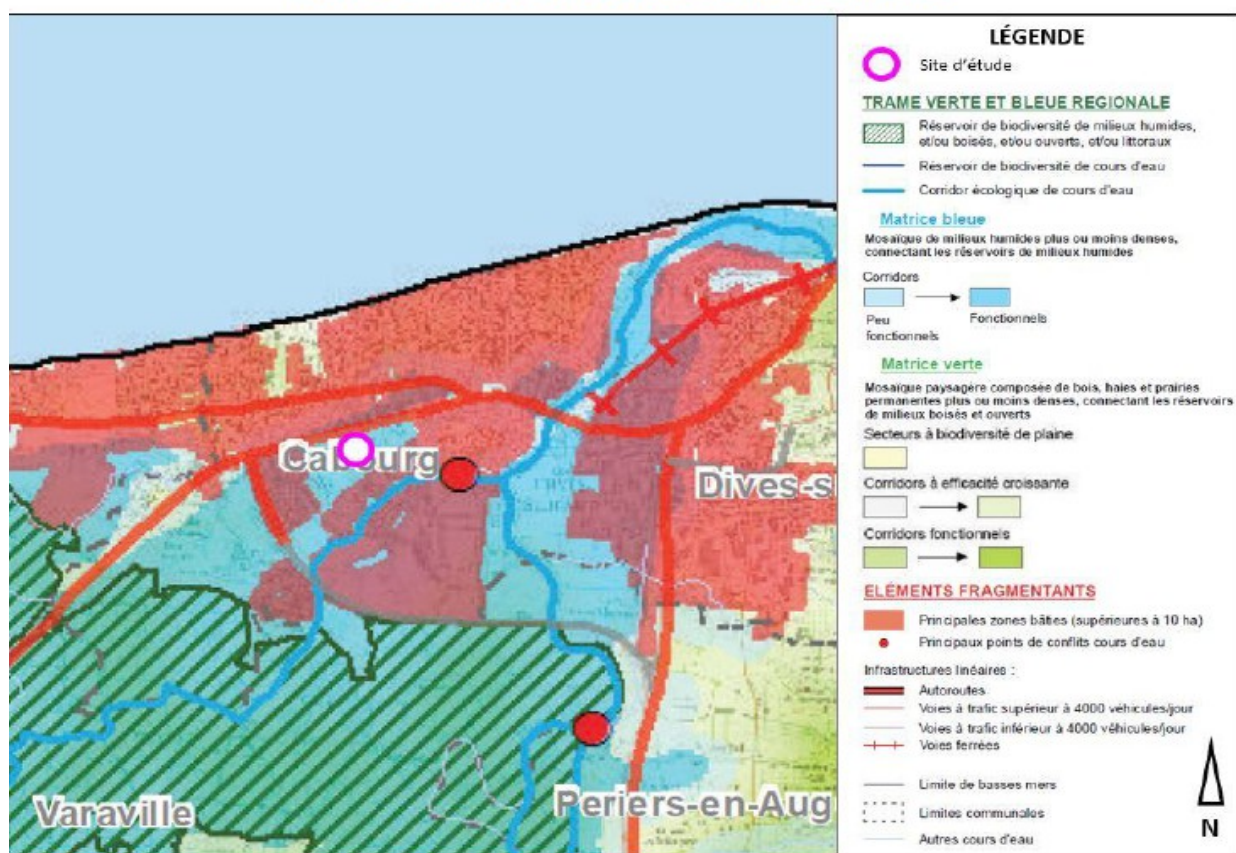 LÉGENDE
Site d'étude
TRAME VERTE ET BLEUE REGIONALE
Réservoir de biodiversité de milieux humides,
et/ou boisés, et/ou ouverts, et/ou littoraux
Réservoir de biodiversité de cours d'eau
Corridor écologique de cours d'eau
Matrice bleue
Mosaïque de milieux humides plus ou moins denses,
connectant les réservoirs de milieux humides
Corridors
Peu
fonctionnels
Fonctionnels
Matrice verte
Mosaïque paysagère composée de bois, haies et prairies
permanentes plus ou moins denses, connectant les réservoirs
de milieux boisés et ouverts
Secteurs à biodiversité de plaine
Corridors à efficacité croissante
Corridors fonctionnels
ELÉMENTS FRAGMENTANTS
Principales zones bâties (supérieures à 10 ha)
Principaux points de conflits cours d'eau
Infrastructures linéaires :
Autoroutes
Voies à trafic supérieur à 4000 véhicules/jour
Voies à trafic inférieur à 4000 véhicules/jour
Voies ferrées
Limite de basses mers
Limites communales
Autres cours d'eau
N
Cabourg
Dives-s
Periers-en-Aug
Varaville